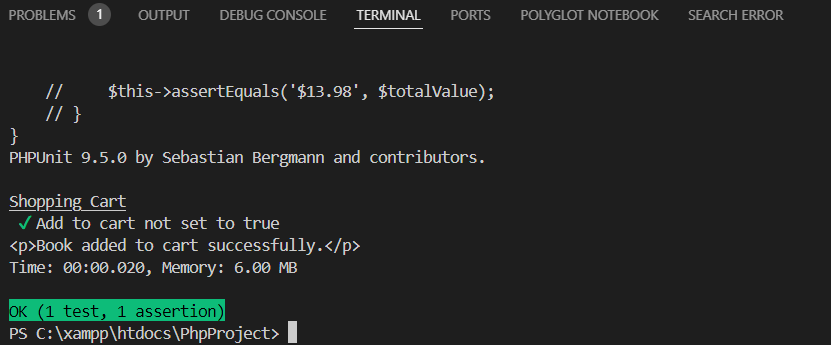 PROBLEMS 1 OUTPUT DEBUG CONSOLE TERMINAL PORTS POLYGLOT NOTEBOOK SEARCH ERROR
//     $this->assertEquals('$13.98', $totalValue);
// }
}
PHPUnit 9.5.0 by Sebastian Bergmann and contributors.
Shopping Cart
✓ Add to cart not set to true
<p>Book added to cart successfully.</p>
Time: 00:00.020, Memory: 6.00 MB
OK (1 test, 1 assertion)
PS C:\xampp\htdocs\PhpProject>